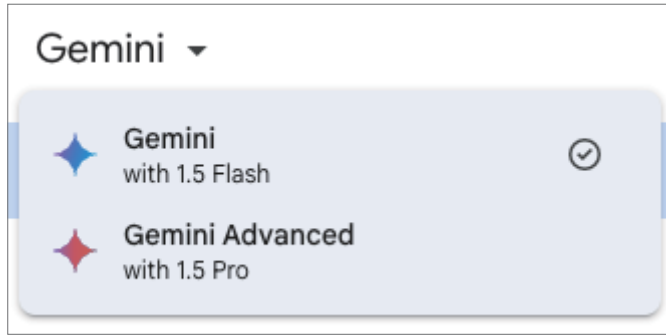 Gemini
Gemini
with 1.5 Flash
Gemini Advanced
with 1.5 Pro